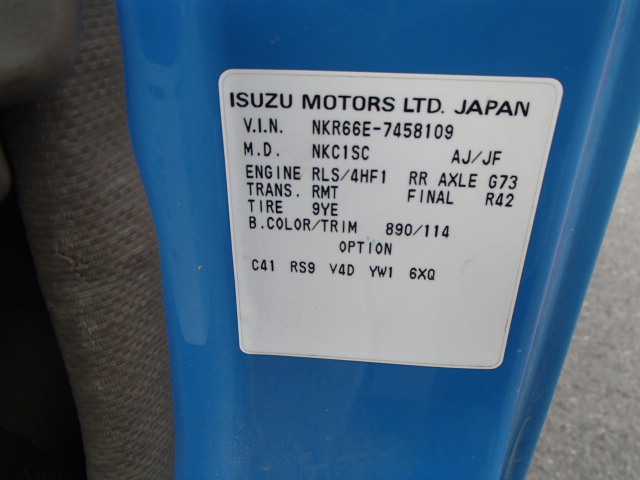 ISUZU MOTORS LTD. JAPAN
V.I.N. NKR66E-7458109
M.D. NKC1SC AJ/JF
ENGINE RLS/4HF1 RR AXLE G73
TRANS. RMT FINAL R42
TIRE 9YE
B.COLOR/TRIM 890/114
OPTION
C41 RS9 V4D YW1 6XQ